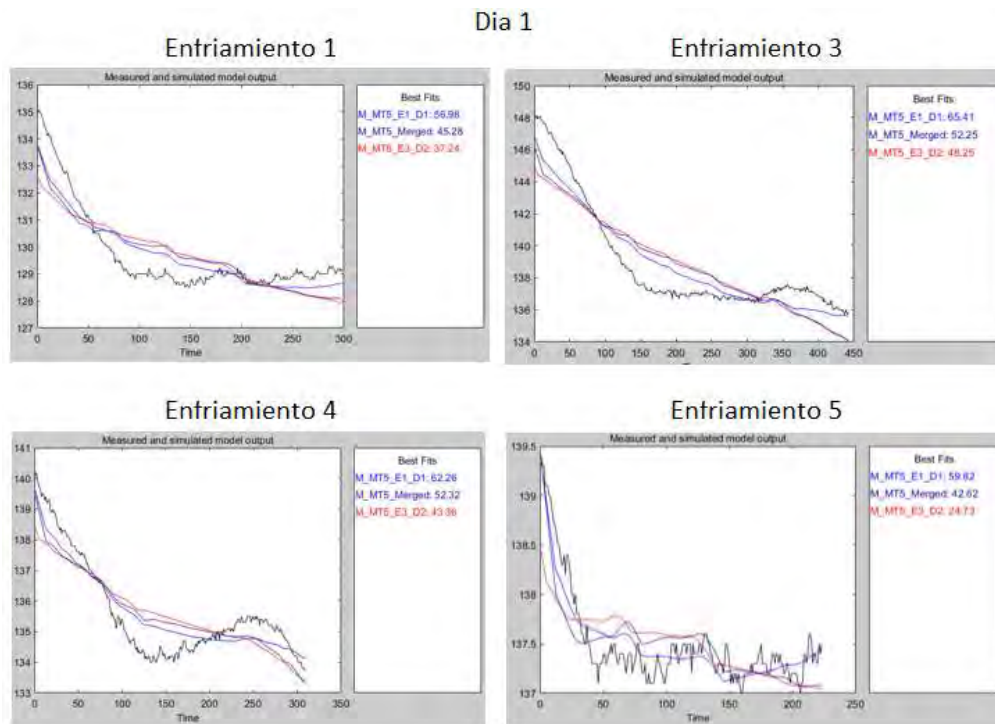 Dia 1
Enfriamiento 1
Measured and simulated model output
136
135
134
133
132
131
130
129
128
127
0
50
100
150
200
250
300
Time
Best Fits
M_MT5_E1_D1: 56.98
M_MT5_Merged: 45.28
M_MT5_E3_D2: 37.24
Enfriamiento 3
Measured and simulated model output
150
148
146
144
142
140
138
136
134
0
50
100
150
200
250
300
350
400
450
Best Fits
M_MT5_E1_D1: 65.41
M_MT5_Merged: 52.25
M_MT5_E3_D2: 48.25
Enfriamiento 4
Measured and simulated model output
141
140
139
138
137
136
135
134
133
0
50
100
150
200
250
300
350
Time
Best Fits
M_MT5_E1_D1: 62.26
M_MT5_Merged: 52.32
M_MT5_E3_D2:
Enfriamiento 5
Measured and simulated model output
139.5
139
138.5
138
137.5
137
0
50
100
150
200
250
Time
Best Fits
M_MT5_E1_D1: 59.62
M_MT5_Merged: 42.62
M_MT5_E3_D2: 24.73